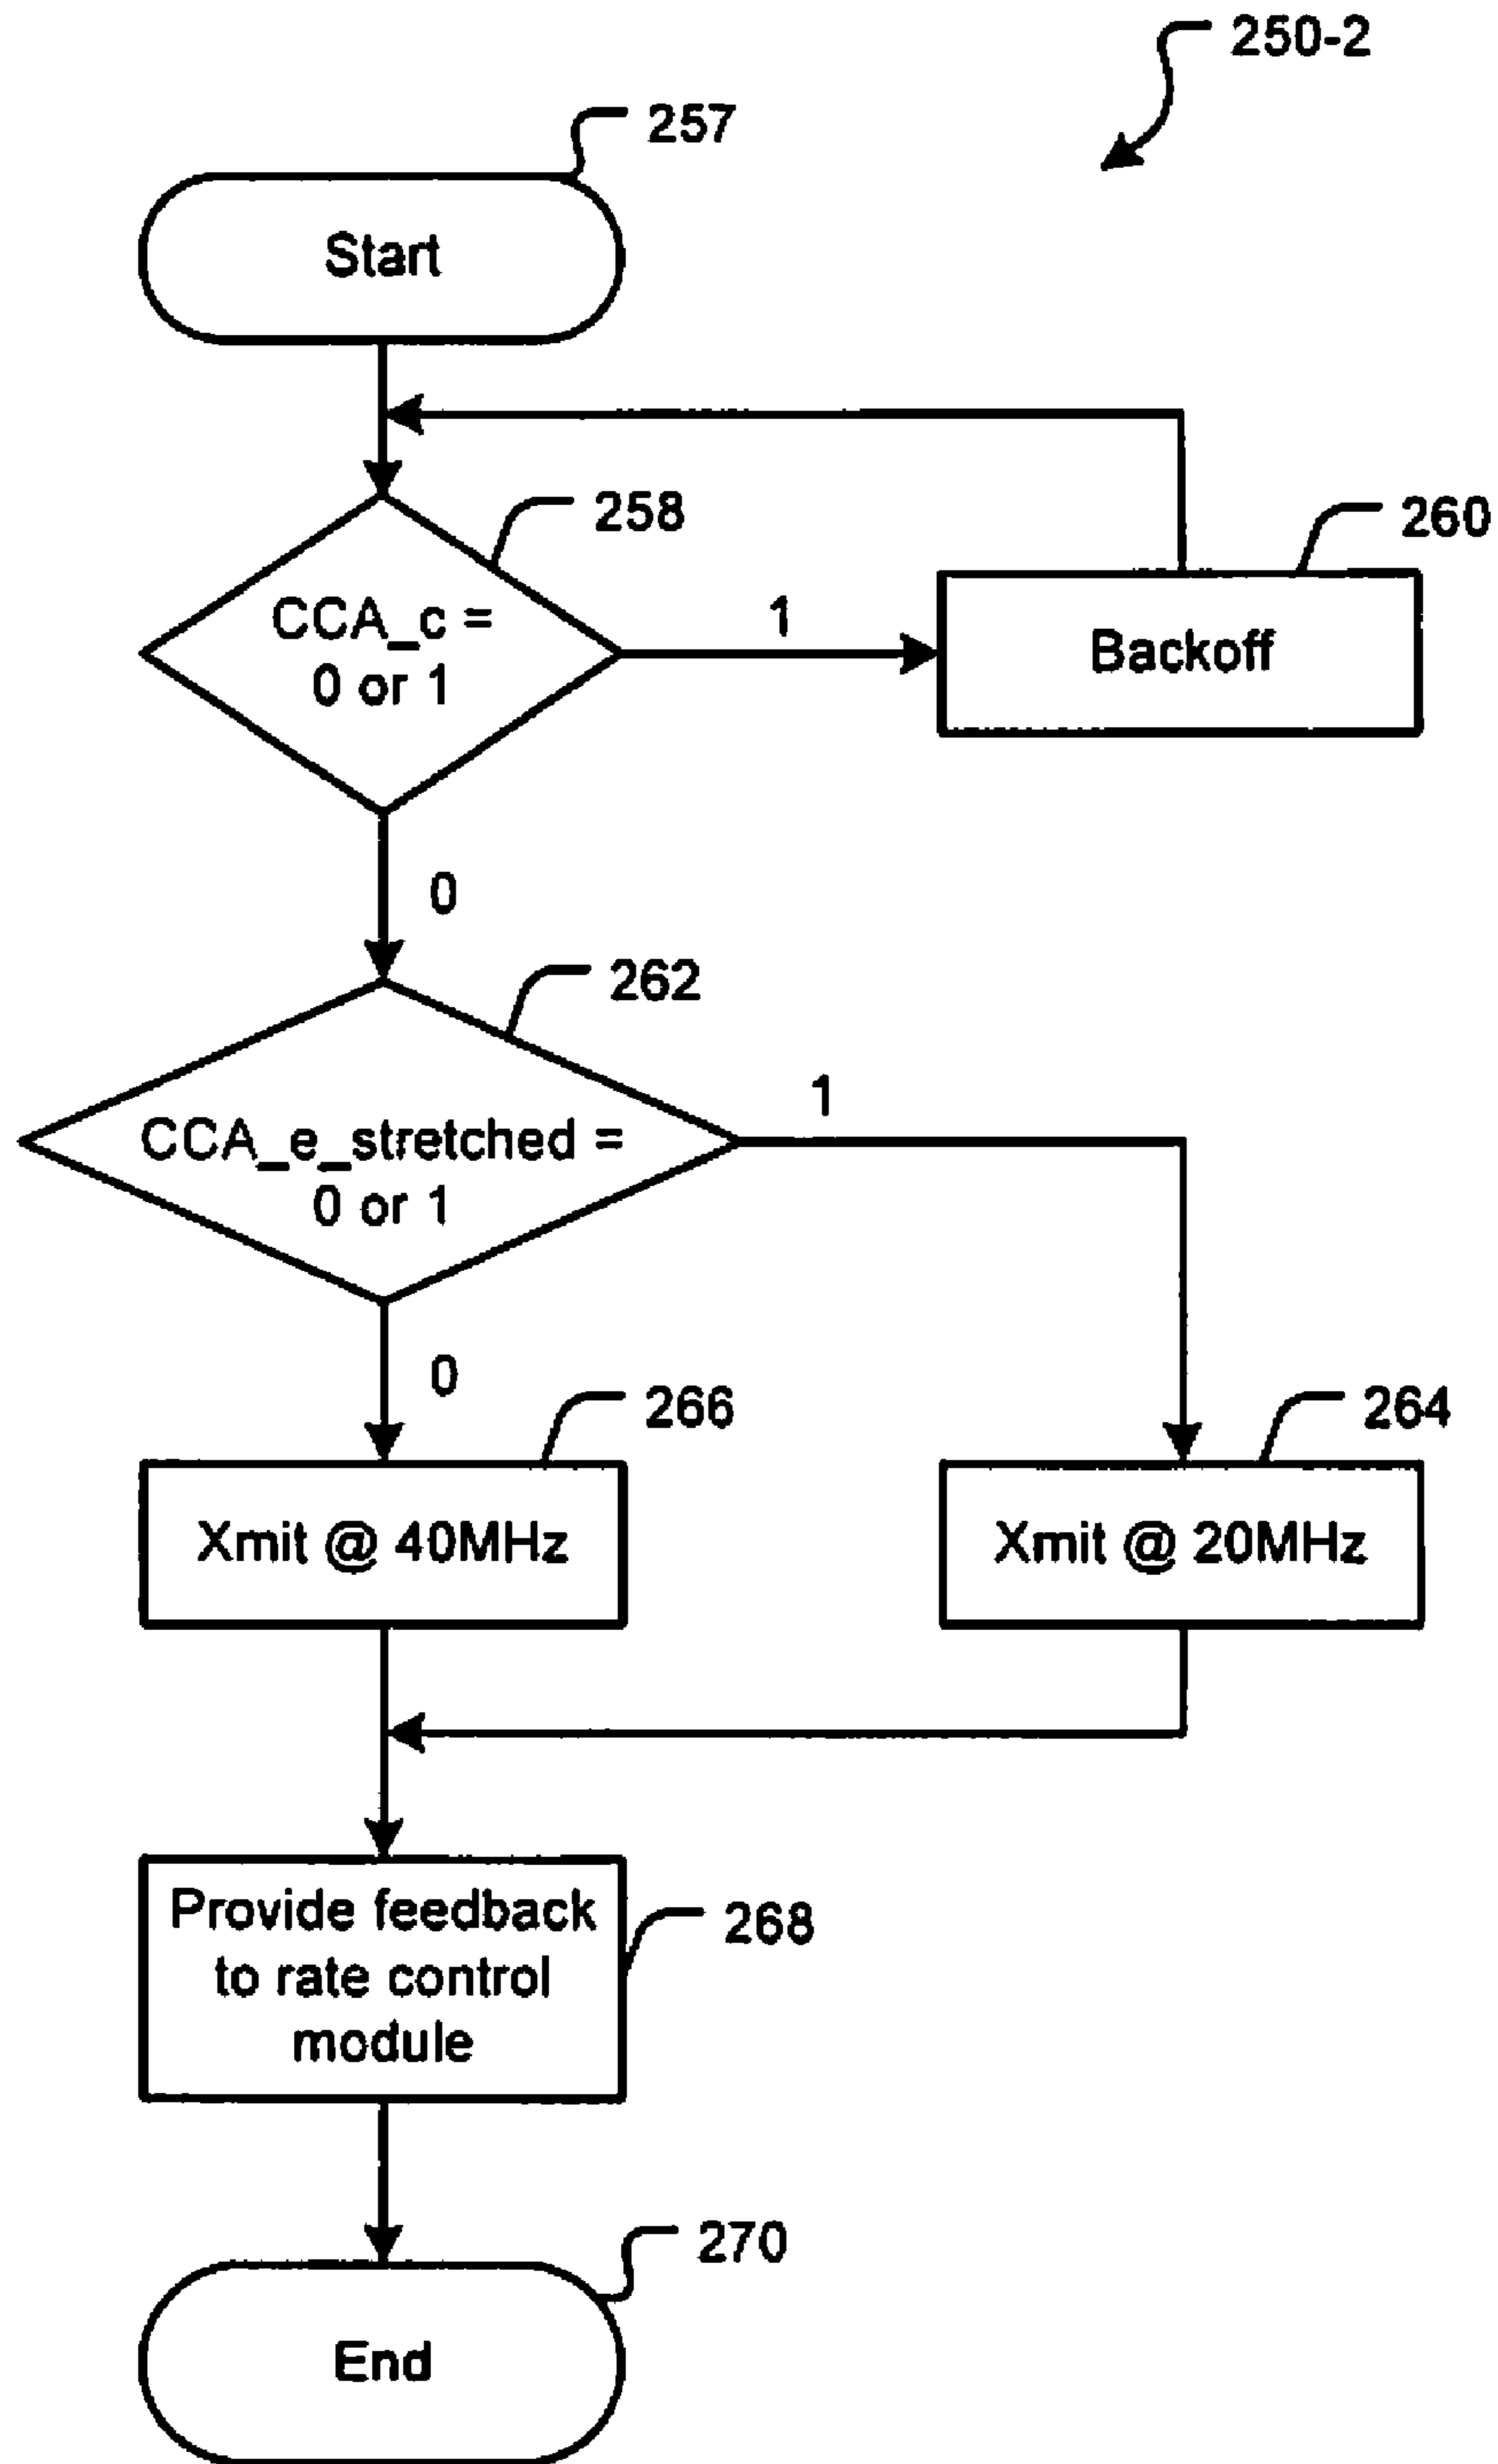 250-2
257
Start
258
CCA_c =
0 or 1
1
260
Backoff
0
262
CCA_e_stretched =
0 or 1
1
0
266
Xmit @ 40MHz
264
Xmit @ 20MHz
Provide feedback
to rate control
module
268
270
End